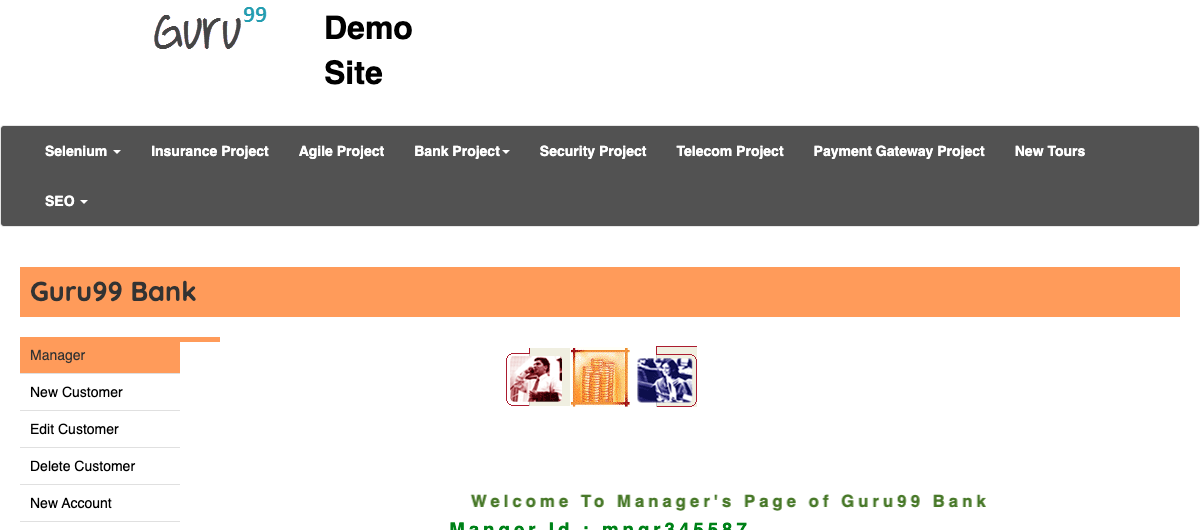 Guru99
Demo
Site
Selenium Insurance Project Agile Project Bank Project Security Project Telecom Project Payment Gateway Project New Tours
SEO
Guru99 Bank
Manager
New Customer
Edit Customer
Delete Customer
New Account
Welcome To Manager's Page of Guru99 Bank
Manger Id : mngr345587